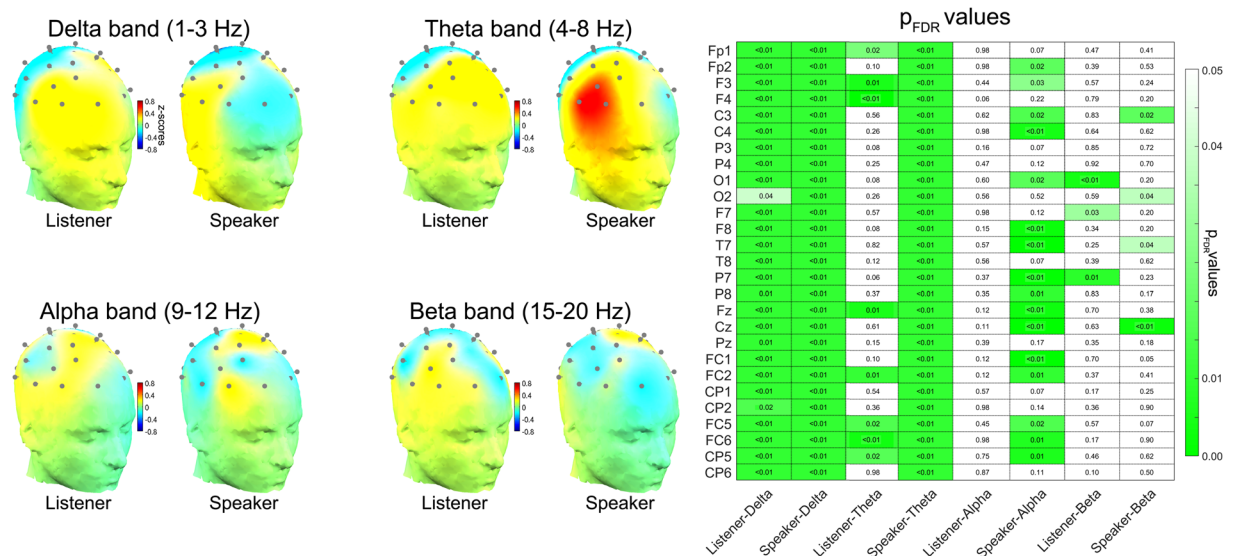 Delta band (1-3 Hz)
Theta band (4-8 Hz)
0.8
0.4
0
-0.4
-0.8
z-scores
Listener
Speaker
0.8
0.4
0
-0.4
-0.8
Listener
Speaker
Alpha band (9-12 Hz)
Beta band (15-20 Hz)
0.8
0.4
0
-0.4
-0.8
Listener
Speaker
0.8
0.4
0
-0.4
-0.8
Listener
Speaker
pFDR values
Fp1 <0.01 <0.01 0.02 <0.01 0.98 0.07 0.47 0.41
Fp2 <0.01 <0.01 0.10 <0.01 0.98 0.02 0.39 0.53
F3 <0.01 <0.01 0.01 <0.01 0.44 0.03 0.57 0.24
F4 <0.01 <0.01 <0.01 <0.01 0.06 0.22 0.79 0.20
C3 <0.01 <0.01 0.56 <0.01 0.62 0.02 0.83 0.02
C4 <0.01 <0.01 0.26 <0.01 0.98 <0.01 0.64 0.62
P3 <0.01 <0.01 0.08 <0.01 0.16 0.07 0.85 0.72
P4 <0.01 <0.01 0.25 <0.01 0.47 0.12 0.92 0.70
O1 <0.01 <0.01 0.08 <0.01 0.60 0.02 <0.01 0.20
O2 0.04 <0.01 0.26 <0.01 0.56 0.52 0.59 0.04
F7 <0.01 <0.01 0.57 <0.01 0.98 0.12 0.03 0.20
F8 <0.01 <0.01 0.08 <0.01 0.15 <0.01 0.34 0.20
T7 <0.01 <0.01 0.82 <0.01 0.57 <0.01 0.25 0.04
T8 <0.01 <0.01 0.12 <0.01 0.56 0.07 0.39 0.62
P7 <0.01 <0.01 0.06 <0.01 0.37 <0.01 0.01 0.23
P8 0.01 <0.01 0.37 <0.01 0.35 0.01 0.83 0.17
Fz <0.01 <0.01 0.01 <0.01 0.12 <0.01 0.70 0.38
Cz <0.01 <0.01 0.61 <0.01 0.11 <0.01 0.63 <0.01
Pz 0.01 <0.01 0.15 <0.01 0.39 0.17 0.35 0.18
FC1 <0.01 <0.01 0.10 <0.01 0.12 <0.01 0.70 0.05
FC2 <0.01 <0.01 0.01 <0.01 0.12 0.01 0.37 0.41
CP1 <0.01 <0.01 0.54 <0.01 0.57 0.07 0.17 0.25
CP2 0.02 <0.01 0.36 <0.01 0.98 0.14 0.36 0.90
FC5 <0.01 <0.01 0.02 <0.01 0.45 0.02 0.57 0.07
FC6 <0.01 <0.01 <0.01 <0.01 0.98 0.01 0.17 0.90
CP5 <0.01 <0.01 0.02 <0.01 0.75 0.01 0.46 0.62
CP6 <0.01 <0.01 0.98 <0.01 0.87 0.11 0.10 0.50
Listener-Delta
Speaker-Delta
Listener-Theta
Speaker-Theta
Listener-Alpha
Speaker-Alpha
Listener-Beta
Speaker-Beta
0.05
0.04
0.01
0.00
pFDR values